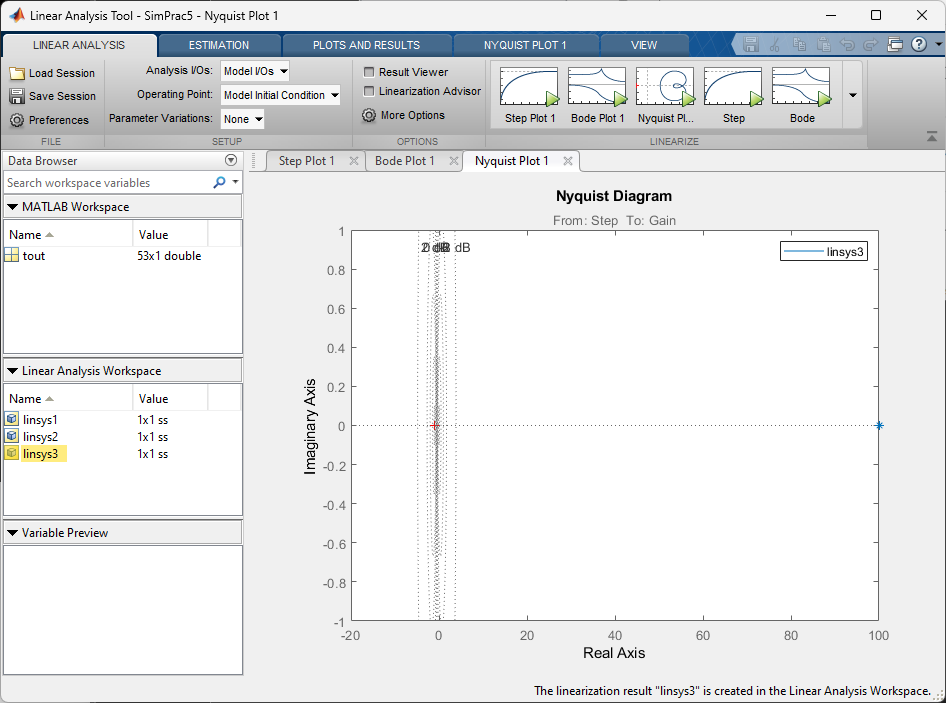 Linear Analysis Tool - SimPrac5 - Nyquist Plot 1
LINEAR ANALYSIS ESTIMATION PLOTS AND RESULTS NYQUIST PLOT 1 VIEW
Load Session
Save Session
Preferences
FILE
Analysis I/Os: Model I/Os
Operating Point: Model Initial Condition
Parameter Variations: None
SETUP
Result Viewer
Linearization Advisor
More Options
OPTIONS
Step Plot 1 Bode Plot 1 Nyquist Pl... Step Bode
LINEARIZE
Data Browser
Search workspace variables
MATLAB Workspace
Name Value
tout 53x1 double
Linear Analysis Workspace
Name Value
linsys1 1x1 ss
linsys2 1x1 ss
linsys3 1x1 ss
Variable Preview
Step Plot 1 Bode Plot 1 Nyquist Plot 1
Nyquist Diagram
From: Step To: Gain
linsys3
Imaginary Axis
1
0.8
0.6
0.4
0.2
0
-0.2
-0.4
-0.6
-0.8
-1
-20 0 20 40 60 80 100
Real Axis
The linearization result "linsys3" is created in the Linear Analysis Workspace.